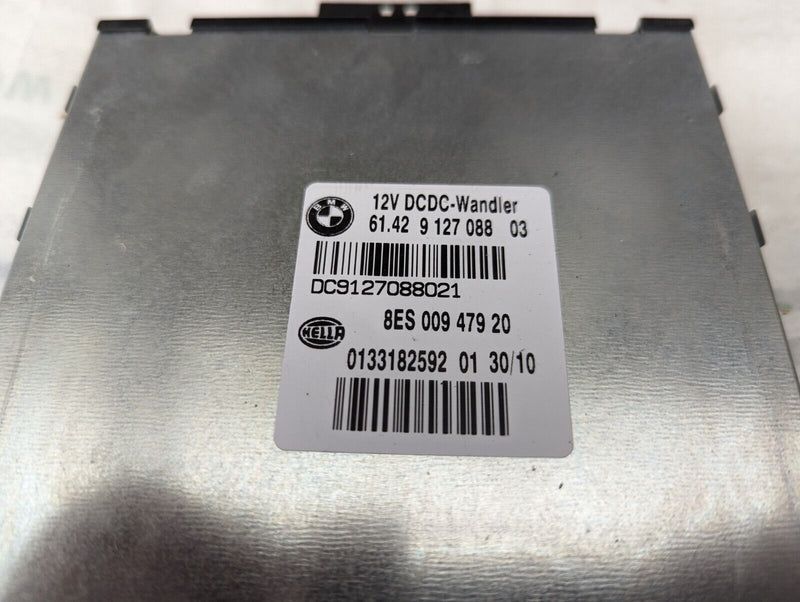 BMW
12V DCDC-Wandler
61.42 9 127 088 03
DC9127088021
8ES 009 479 20
HELLA
0133182592 01 30/10